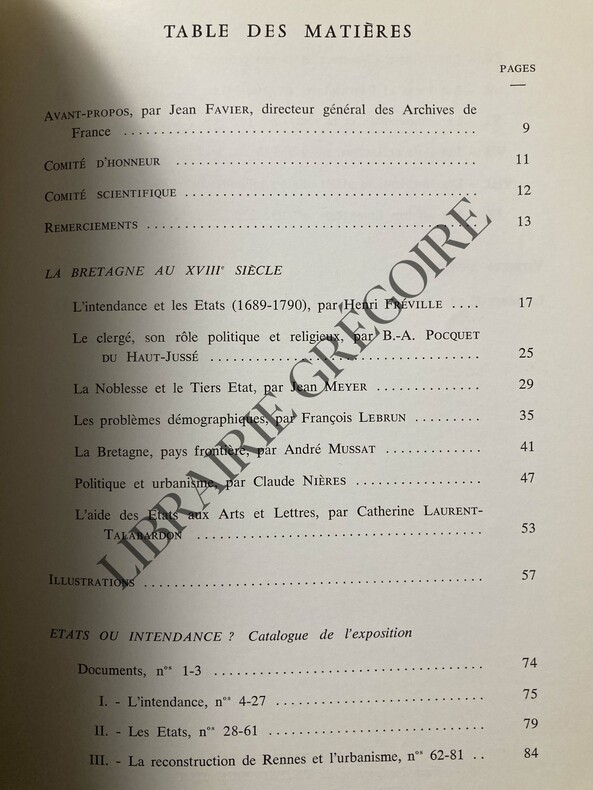 TABLE DES MATIÈRES
PAGES
AVANT-PROPOS, par Jean FAVIER, directeur général des Archives de
France ........................................ 9
COMITÉ D'HONNEUR ........................................ 11
COMITÉ SCIENTIFIQUE ........................................ 12
REMERCIEMENTS ........................................ 13
LA BRETAGNE AU XVIIIe SIÈCLE
L'intendance et les Etats (1689-1790), par Henri FRÉVILLE .... 17
Le clergé, son rôle politique et religieux, par B.-A. POCQUET
DU HAUT-JUSSÉ ........................................ 25
La Noblesse et le Tiers Etat, par Jean MEYER ............... 29
Les problèmes démographiques, par François LEBRUN ......... 35
La Bretagne, pays frontière, par André MUSSAT ............. 41
Politique et urbanisme, par Claude NIÈRES ................. 47
L'aide des Etats aux Arts et Lettres, par Catherine LAURENT-
TALABARDON ........................................ 53
ILLUSTRATIONS ........................................ 57
ETATS OU INTENDANCE ? Catalogue de l'exposition
Documents, nos 1-3 ........................................ 74
I. - L'intendance, nos 4-27 ............................ 75
II. - Les Etats, nos 28-61 ............................ 79
III. - La reconstruction de Rennes et l'urbanisme, nos 62-81 .. 84
LIBRAIRIE GRÉGOIRE